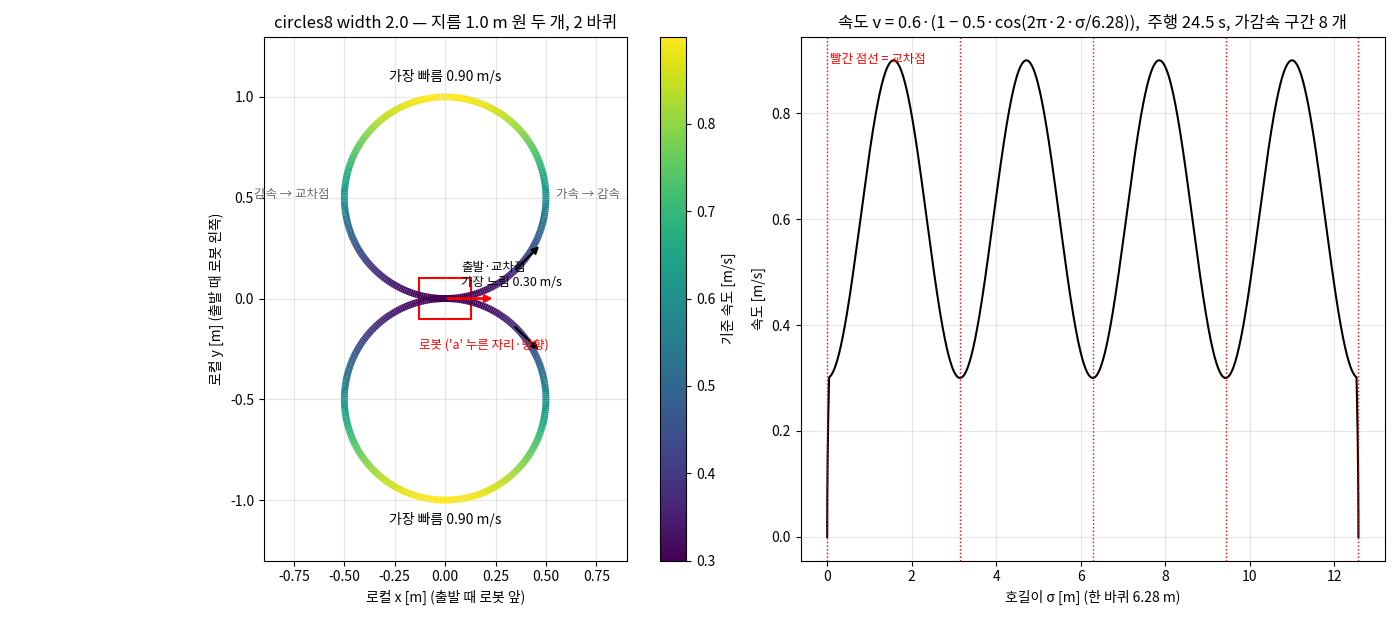 circles8 width 2.0 — 지름 1.0 m 원 두 개, 2 바퀴
가장 빠름 0.90 m/s
감속 → 교차점
가속 → 감속
출발·교차점
가장 느림 0.30 m/s
로봇 ('a' 누른 자리·방향)
가장 빠름 0.90 m/s
1.0
0.5
0.0
-0.5
-1.0
로컬 y [m] (출발 때 로봇 왼쪽)
-0.75 -0.50 -0.25 0.00 0.25 0.50 0.75
로컬 x [m] (출발 때 로봇 앞)
0.8
0.7
0.6
0.5
0.4
0.3
기준 속도 [m/s]
속도 v = 0.6·(1 − 0.5·cos(2π·2·σ/6.28)), 주행 24.5 s, 가감속 구간 8 개
빨간 점선 = 교차점
0.8
0.6
0.4
0.2
0.0
속도 [m/s]
0 2 4 6 8 10 12
호길이 σ [m] (한 바퀴 6.28 m)